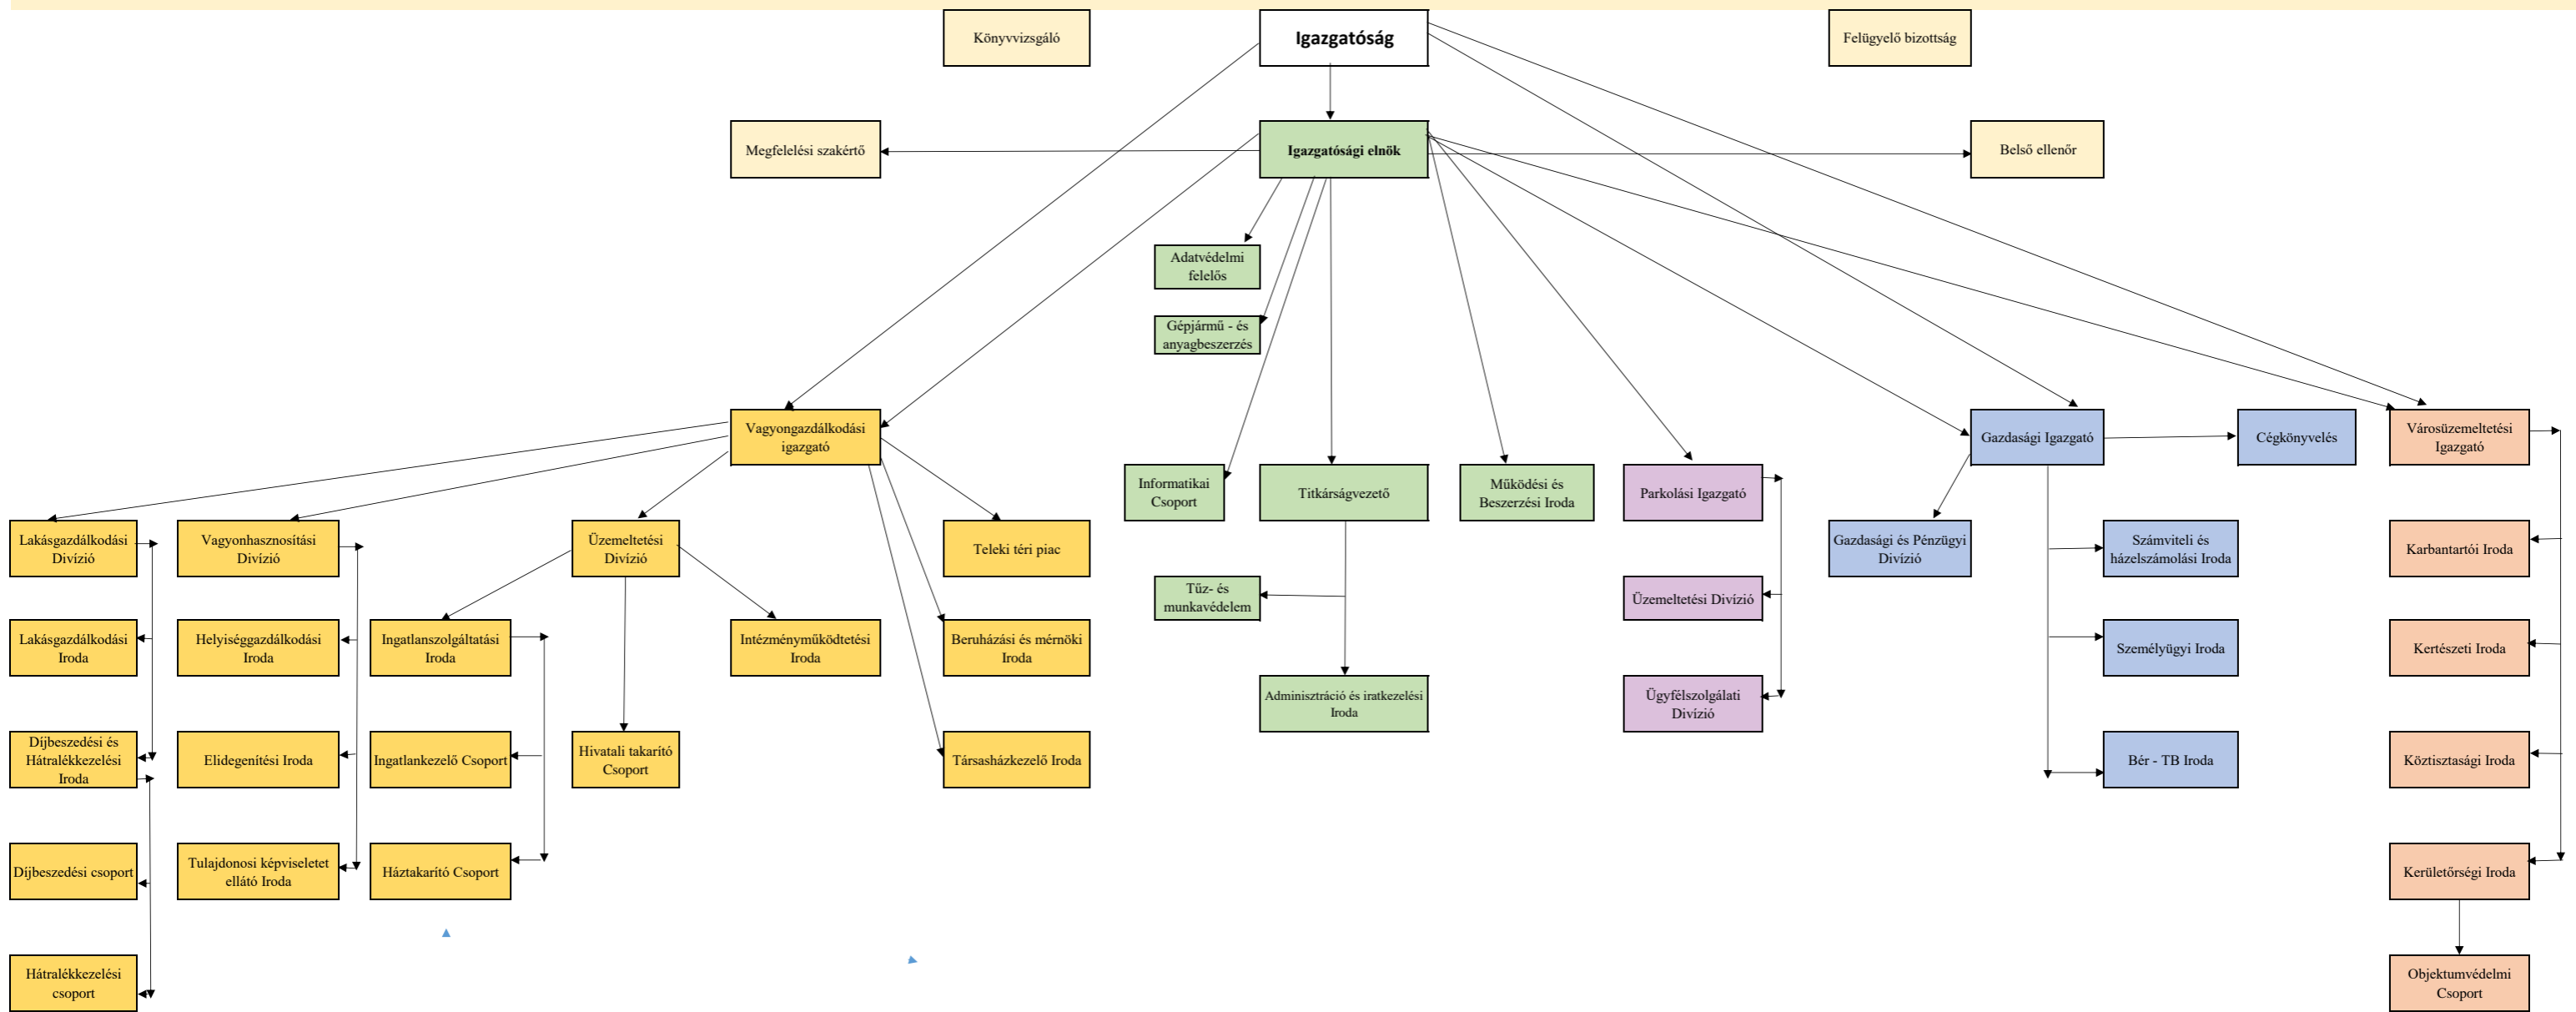 Könyvvizsgáló
Igazgatóság
Felügyelő bizottság
Megfelelési szakértő
Igazgatósági elnök
Belső ellenőr
Adatvédelmi
felelős
Gépjármű - és
anyagbeszerzés
Vagyongazdálkodási
igazgató
Gazdasági Igazgató
Cégkönyvelés
Városüzemeltetési
Igazgató
Informatikai
Csoport
Titkárságvezető
Működési és
Beszerzési Iroda
Parkolási Igazgató
Lakásgazdálkodási
Divízió
Vagyonhasznosítási
Divízió
Üzemeltetési
Divízió
Teleki téri piac
Gazdasági és Pénzügyi
Divízió
Számviteli és
házelszámolási Iroda
Karbantartói Iroda
Tűz- és
munkavédelem
Üzemeltetési Divízió
Lakásgazdálkodási
Iroda
Helyiséggazdálkodási
Iroda
Ingatlanszolgáltatási
Iroda
Intézményműködtetési
Iroda
Beruházási és mérnöki
Iroda
Személyügyi Iroda
Kertészeti Iroda
Adminisztráció és iratkezelési
Iroda
Ügyfélszolgálati
Divízió
Díjbeszedési és
Hátralékkezelési
Iroda
Elidegenítési Iroda
Ingatlankezelő Csoport
Hivatali takarító
Csoport
Társasházkezelő Iroda
Bér - TB Iroda
Köztisztasági Iroda
Díjbeszedési csoport
Tulajdonosi képviseletet
ellátó Iroda
Háztakarító Csoport
Kerületőrségi Iroda
Hátralékkezelési
csoport
Objektumvédelmi
Csoport